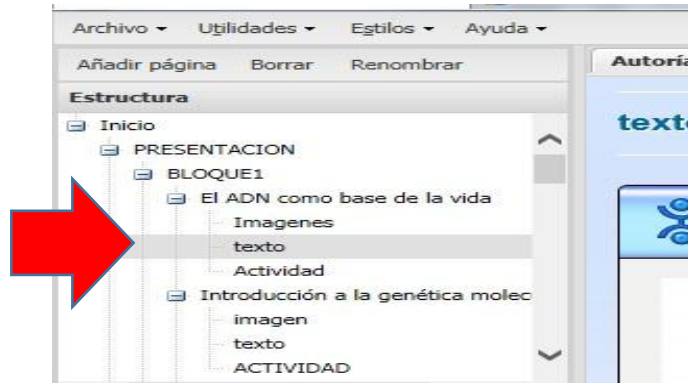 Archivo Utilidades Estilos Ayuda
Añadir página Borrar Renombrar
Autoría
Estructura
Inicio
PRESENTACION
BLOQUE1
El ADN como base de la vida
Imagenes
texto
Actividad
Introducción a la genética molec
imagen
texto
ACTIVIDAD
texto